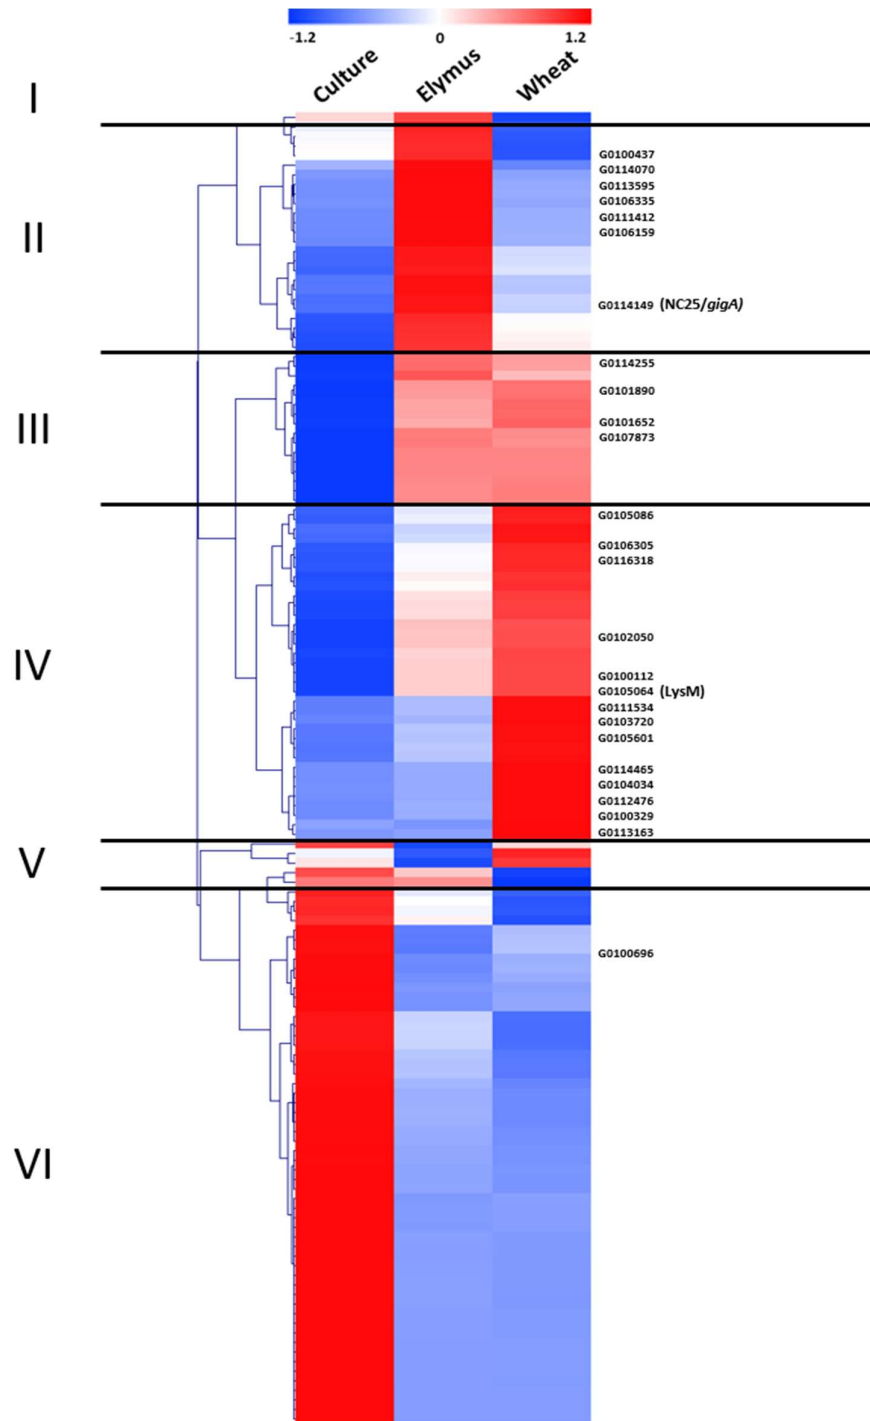 -1.2 0 1.2
Culture Elymus Wheat
I
II
G0100437
G0114070
G0113595
G0106335
G0111412
G0106159
G0114149 (NC25/gigA)
III
G0114255
G0101890
G0101652
G0107873
IV
G0105086
G0106305
G0116318
G0102050
G0100112
G0105064 (LysM)
G0111534
G0103720
G0105601
G0114465
G0104034
G0112476
G0100329
G0113163
V
VI
G0100696